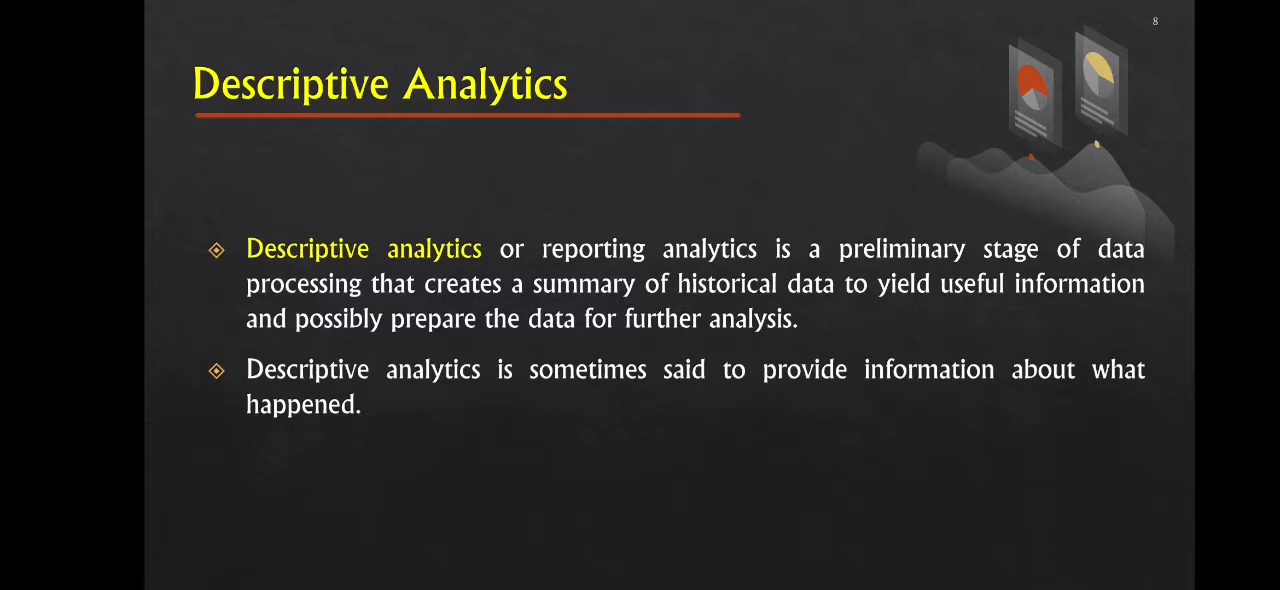 8
Descriptive Analytics
Descriptive analytics or reporting analytics is a preliminary stage of data
processing that creates a summary of historical data to yield useful information
and possibly prepare the data for further analysis.
Descriptive analytics is sometimes said to provide information about what
happened.